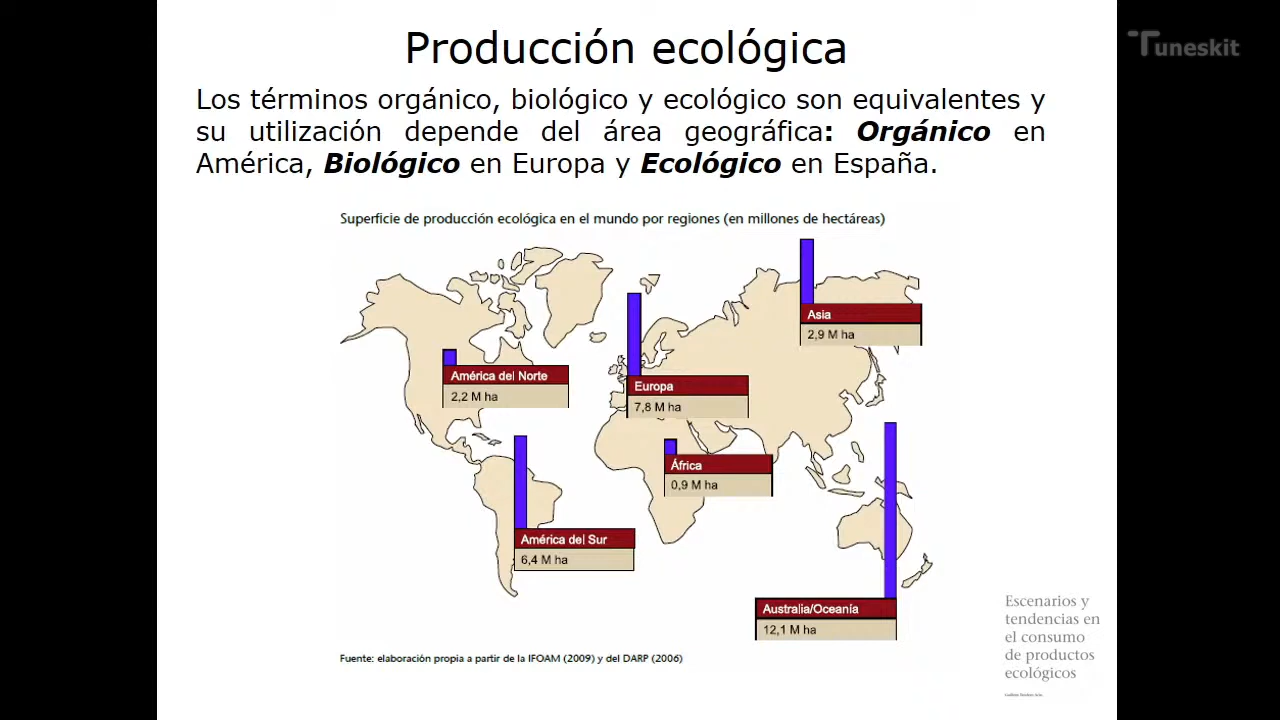 Producción ecológica
Tuneskit
Los términos orgánico, biológico y ecológico son equivalentes y
su utilización depende del área geográfica: Orgánico en
América, Biológico en Europa y Ecológico en España.
Superficie de producción ecológica en el mundo por regiones (en millones de hectáreas)
Asia
2,9 M ha
América del Norte
2,2 M ha
Europa
7,8 M ha
África
0,9 M ha
América del Sur
6,4 M ha
Australia/Oceanía
12,1 M ha
Escenarios y
tendencias en
el consumo
de productos
ecológicos
Fuente: elaboración propia a partir de la IFOAM (2009) y del DARP (2006)